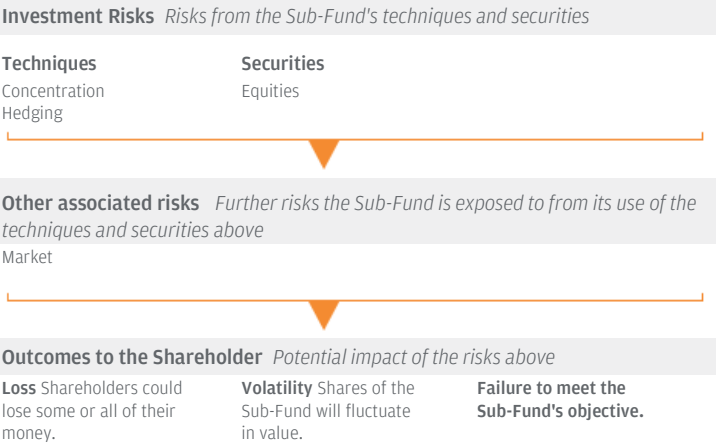 Investment Risks Risks from the Sub-Fund's techniques and securities
Techniques
Concentration
Hedging
Securities
Equities
Other associated risks Further risks the Sub-Fund is exposed to from its use of the
techniques and securities above
Market
Outcomes to the Shareholder Potential impact of the risks above
Loss Shareholders could
lose some or all of their
money.
Volatility Shares of the
Sub-Fund will fluctuate
in value.
Failure to meet the
Sub-Fund's objective.